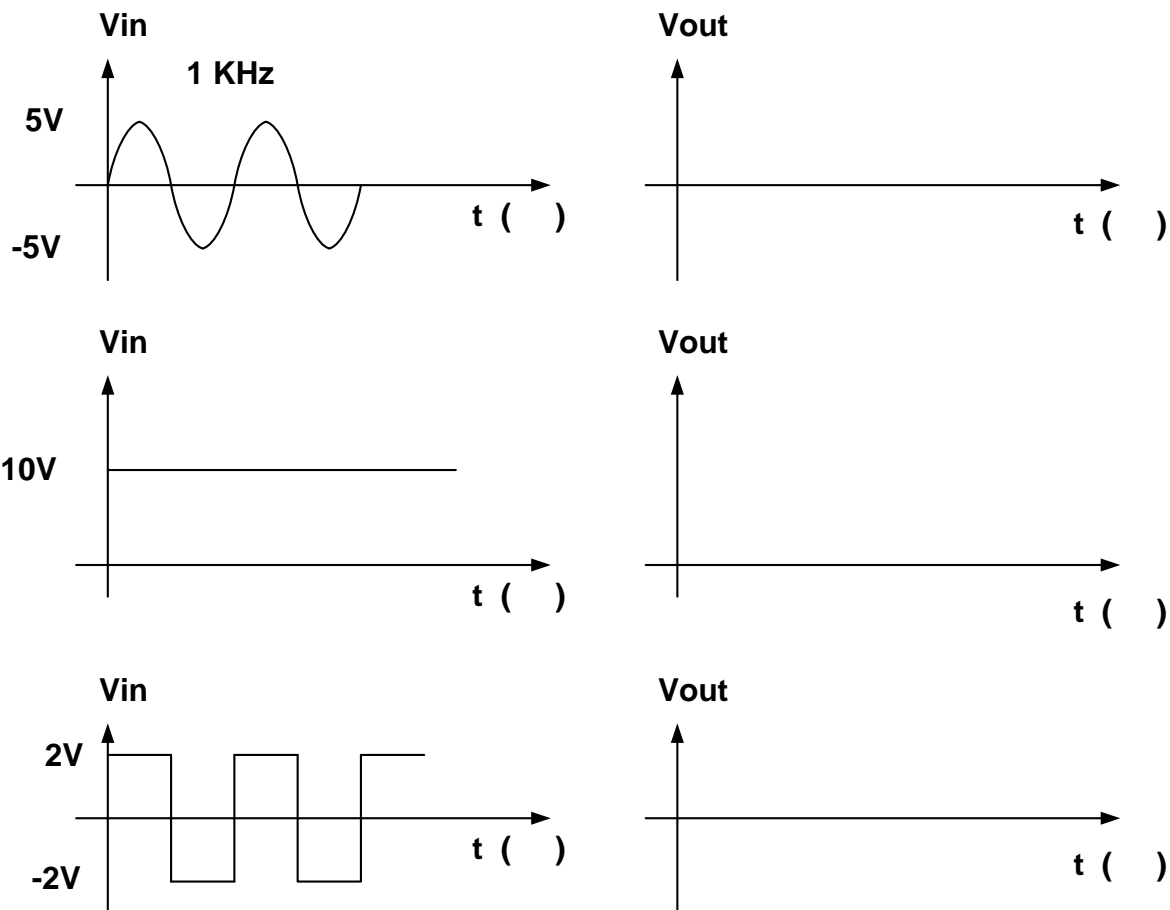 Vin
1 KHz
5V
-5V
t (    )
Vout
t (    )
Vin
10V
t (    )
Vout
t (    )
Vin
2V
-2V
t (    )
Vout
t (    )